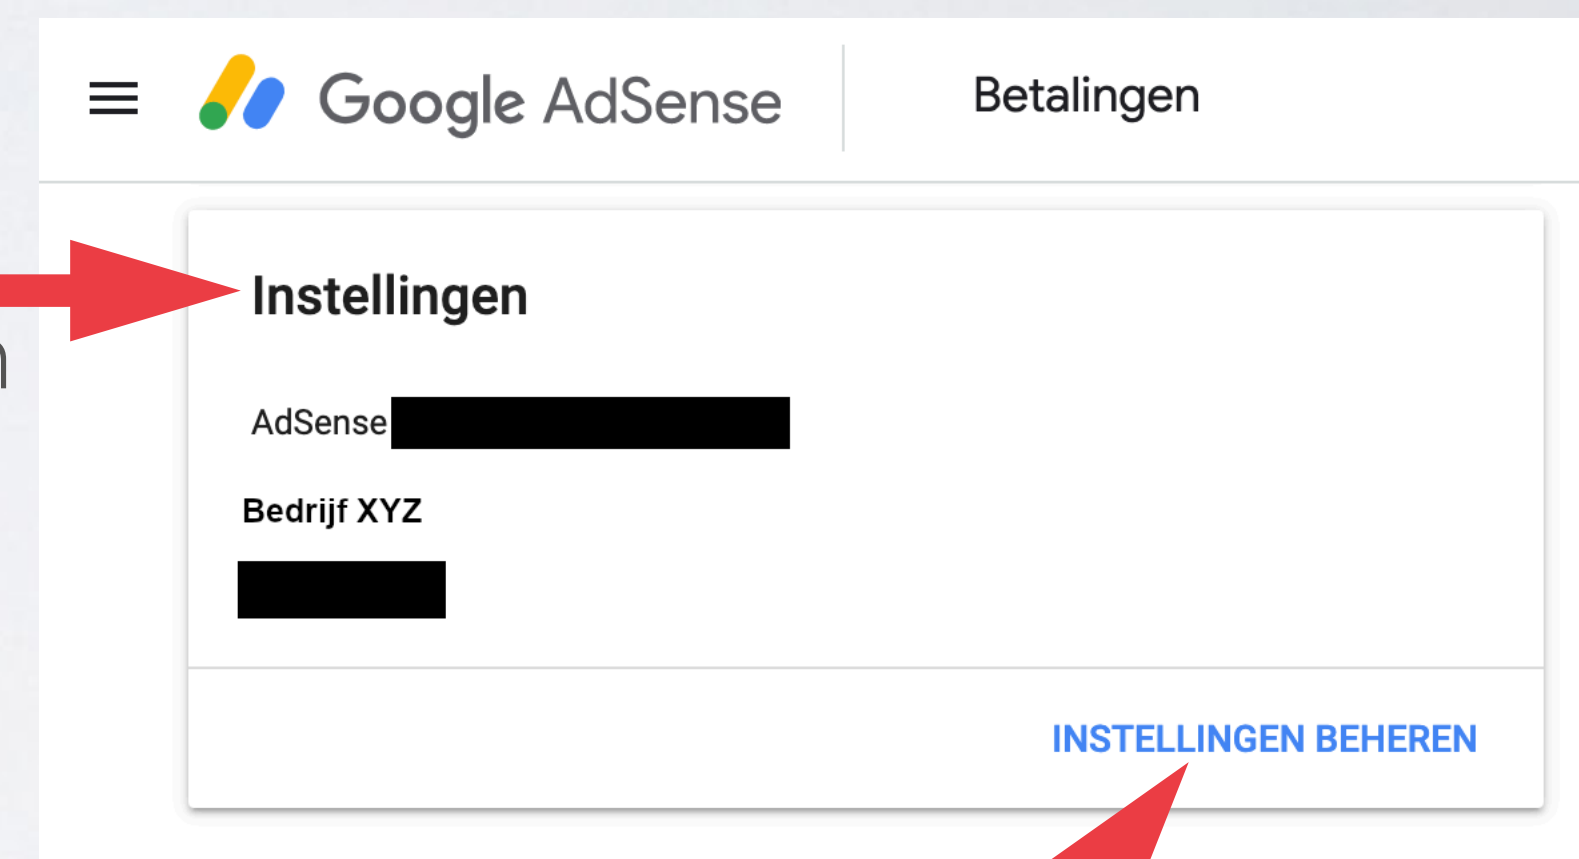 Google AdSense
Betalingen
Instellingen
n
AdSense
Bedrijf XYZ
INSTELLINGEN BEHEREN